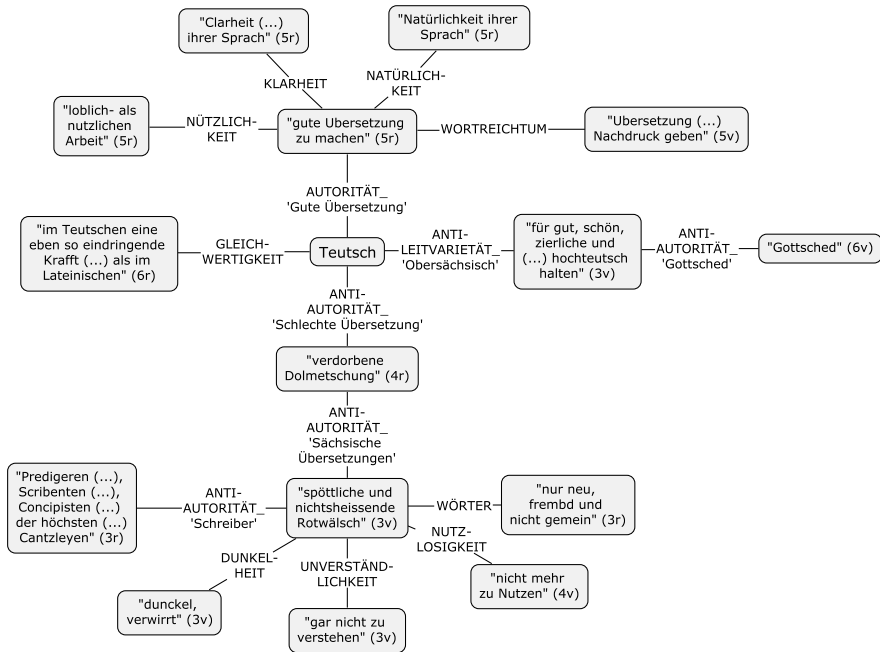 "Clarheit (...)
ihrer Sprach" (5r)
"Natürlichkeit ihrer
Sprach" (5r)
KLARHEIT
NATÜRLICH-
KEIT
"loblich- als
nutzlichen
Arbeit" (5r)
NÜTZLICH-
KEIT
"gute Ubersetzung
zu machen" (5r)
WORTREICHTUM
"Ubersetzung (...)
Nachdruck geben" (5v)
AUTORITÄT_
'Gute Übersetzung'
"im Teutschen eine
eben so eindringende
Krafft (...) als im
Lateinischen" (6r)
GLEICH-
WERTIGKEIT
Teutsch
ANTI-
LEITVARIETÄT_
'Obersächsisch'
"für gut, schön,
zierliche und
(...) hochteutsch
halten" (3v)
ANTI-
AUTORITÄT_
'Gottsched'
"Gottsched" (6v)
ANTI-
AUTORITÄT_
'Schlechte Übersetzung'
"verdorbene
Dolmetschung" (4r)
ANTI-
AUTORITÄT_
'Sächsische
Übersetzungen'
"Predigeren (...),
Scribenten (...),
Concipisten (...)
der höchsten (...)
Cantzleyen" (3r)
ANTI-
AUTORITÄT_
'Schreiber'
"spöttliche und
nichtsheissende
Rotwälsch" (3v)
WÖRTER
"nur neu,
frembd und
nicht gemein" (3r)
DUNKEL-
HEIT
UNVERSTÄND-
LICHKEIT
NUTZ-
LOSIGKEIT
"dunckel,
verwirrt" (3v)
"gar nicht zu
verstehen" (3v)
"nicht mehr
zu Nutzen" (4v)